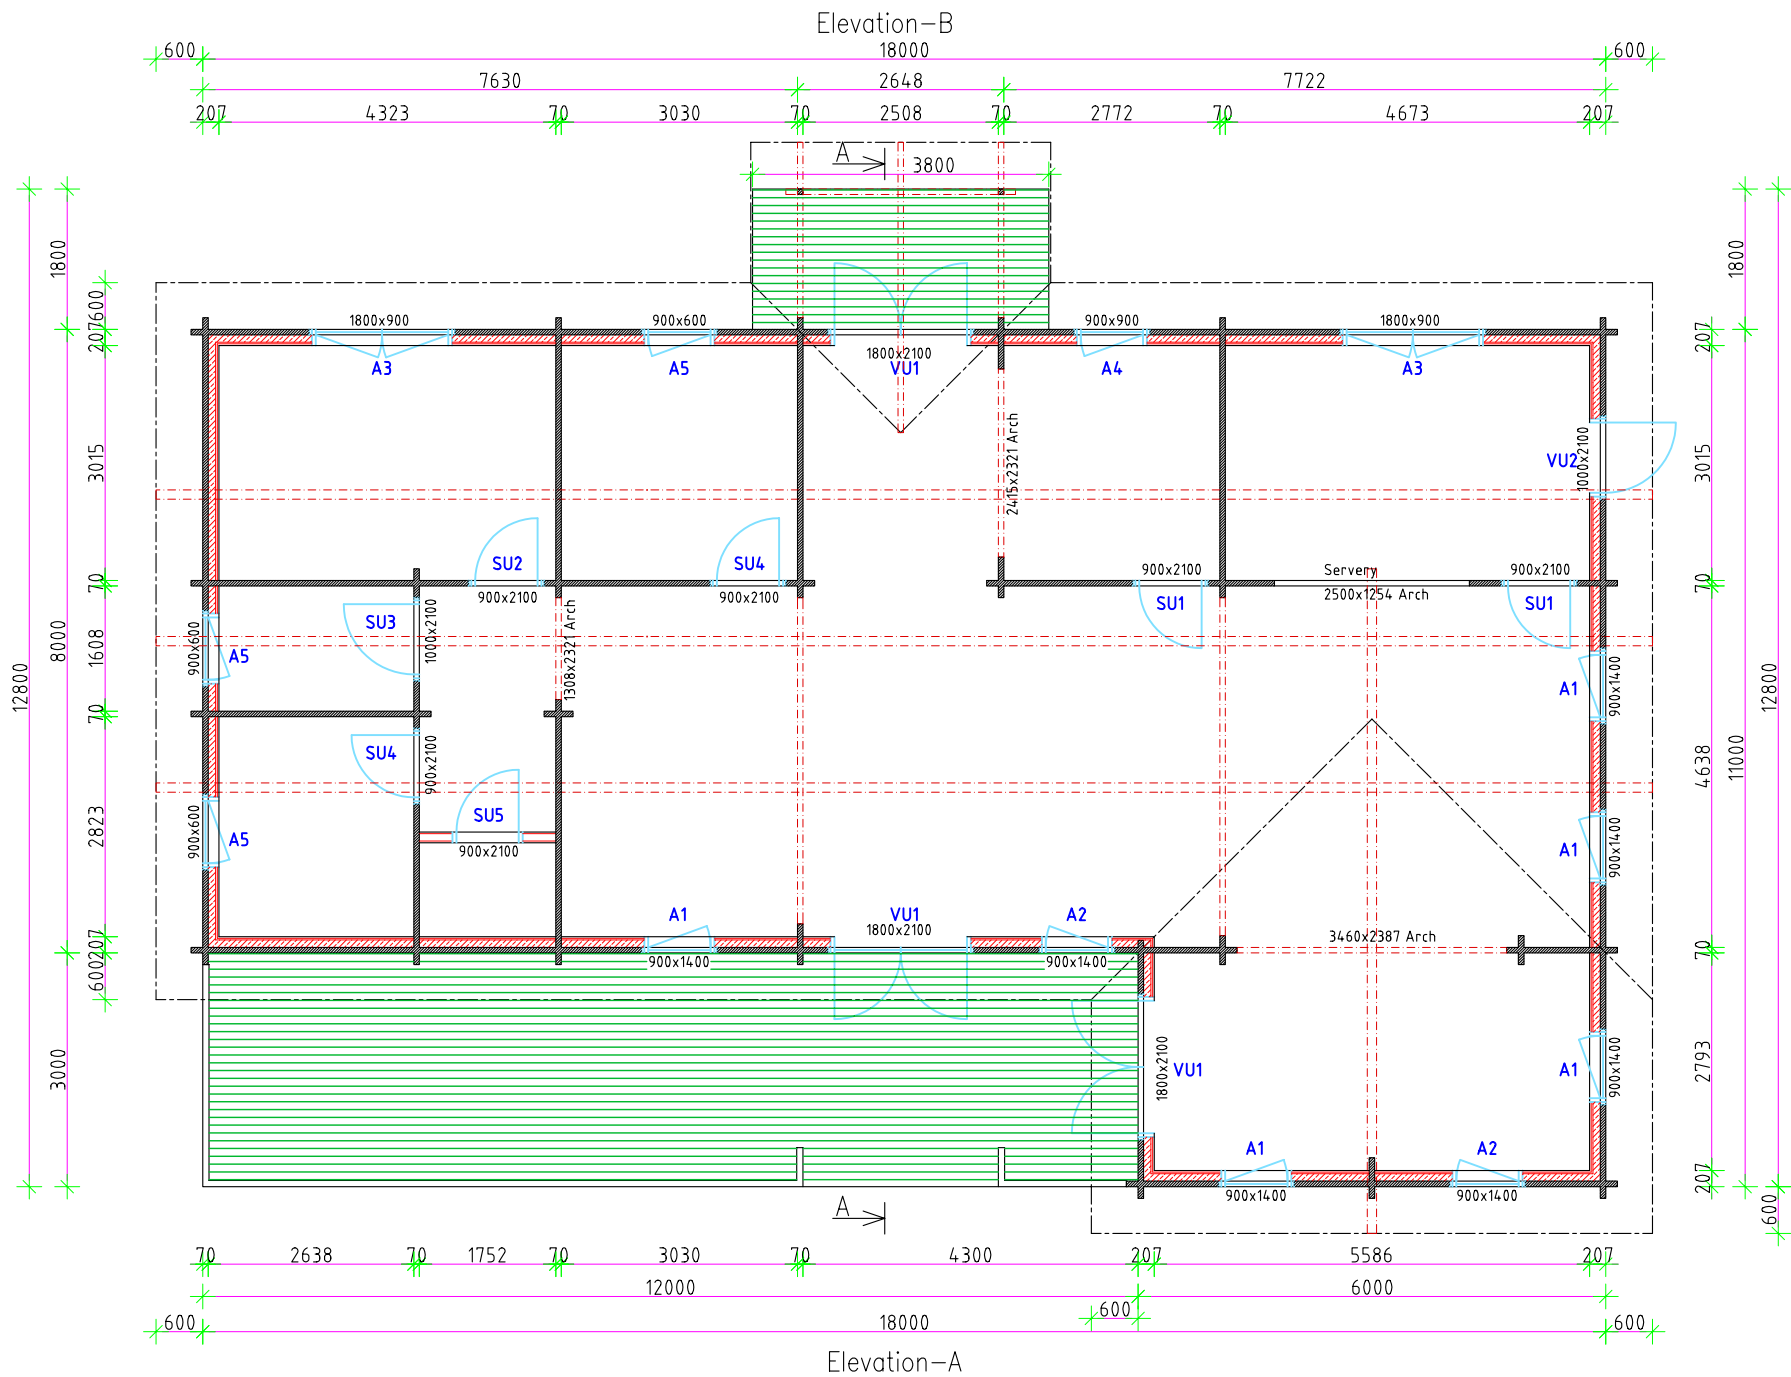 Elevation-B
600 18000 600
7630 2648 7722
207 4323 70 3030 70 2508 70 2772 70 4673 207
A 3800
1800 1800
600
1800x900 900x600 900x900 1800x900
207 1800x2100 207
A3 A5 VU1 A4 A3
2415x2321 Arch
3015 VU2 1000x2100 3015
SU2 SU4 900x2100 Servery 900x2100
70 70
900x2100 900x2100 SU1 2500x1254 Arch SU1
SU3 1000x2100 1308x2321 Arch
8000 1608 900x600 A5
12800 A1 900x1400 12800
70
SU4 900x2100
11000
4638
SU5
2823 900x600 A5 A1 900x1400
900x2100
A1 VU1 A2
1800x2100 3460x2387 Arch
207 70
900x1400 900x1400
600
3000 1800x2100 VU1 A1 900x1400 2793
A1 A2
207
900x1400 900x1400
A 600
70 2638 70 1752 70 3030 70 4300 207 5586 207
12000 6000
600
600 18000 600
Elevation-A